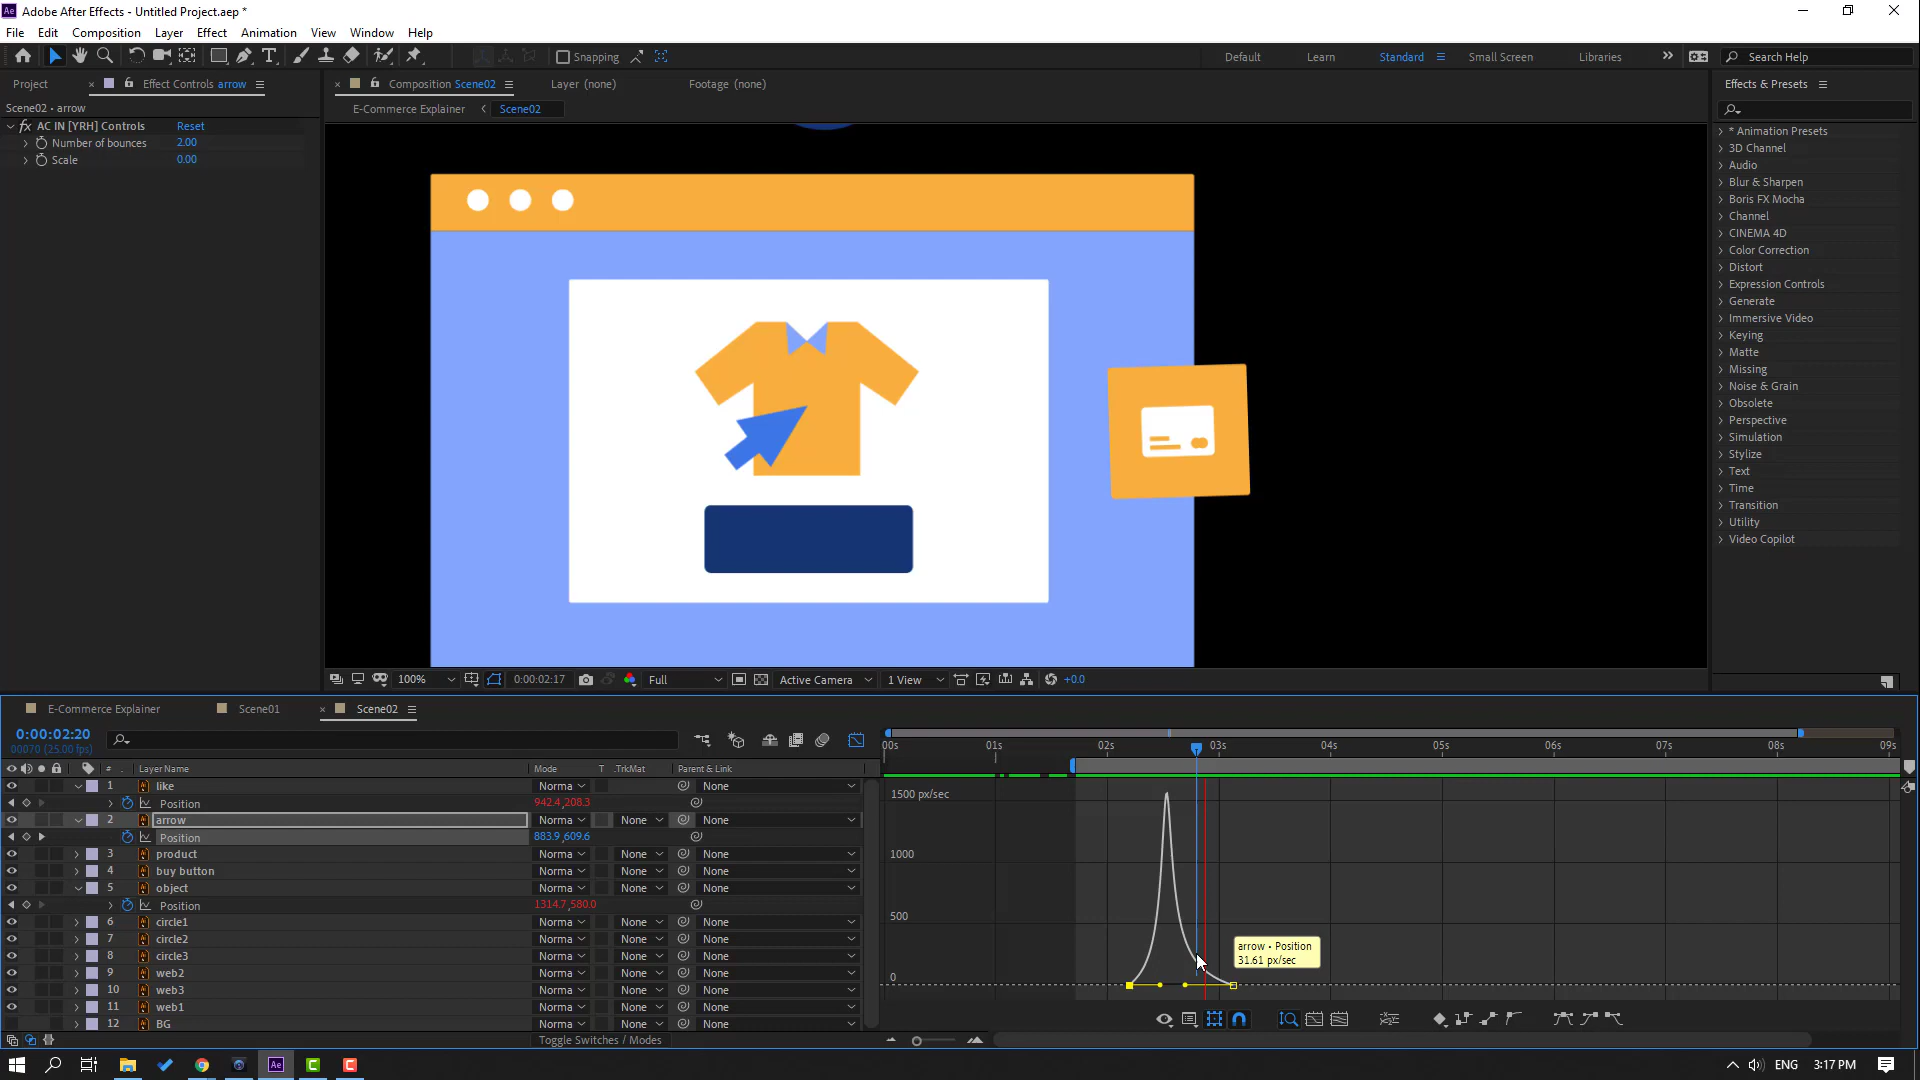 Adobe After Effects - Untitled Project.aep *
File Edit Composition Layer Effect Animation View Window Help
Snapping Default Learn Standard Small Screen Libraries Search Help
Project Effect Controls arrow
Scene02 • arrow
AC IN [YRH] Controls Reset
Number of bounces 2.00
Scale 0.00
Composition Scene02 Layer (none) Footage (none)
E-Commerce Explainer Scene02
100% 0:00:02:17 Full Active Camera 1 View +0.0
Effects & Presets
* Animation Presets
3D Channel
Audio
Blur & Sharpen
Boris FX Mocha
Channel
CINEMA 4D
Color Correction
Distort
Expression Controls
Generate
Immersive Video
Keying
Matte
Missing
Noise & Grain
Obsolete
Perspective
Simulation
Stylize
Text
Time
Transition
Utility
Video Copilot
E-Commerce Explainer Scene01 Scene02
0:00:02:20
00070 (25.00 fps)
# Layer Name Mode T .TrkMat Parent & Link
1 like Norma None
Position 942.4,208.3
2 arrow Norma None None
Position 883.9,609.6
3 product Norma None None
4 buy button Norma None None
5 object Norma None None
Position 1314.7,580.0
6 circle1 Norma None None
7 circle2 Norma None None
8 circle3 Norma None None
9 web2 Norma None None
10 web3 Norma None None
11 web1 Norma None None
12 BG Norma None None
Toggle Switches / Modes
00s 01s 02s 03s 04s 05s 06s 07s 08s 09s
1500 px/sec
1000
500
0
arrow • Position
31.61 px/sec
Ae ENG 3:17 PM